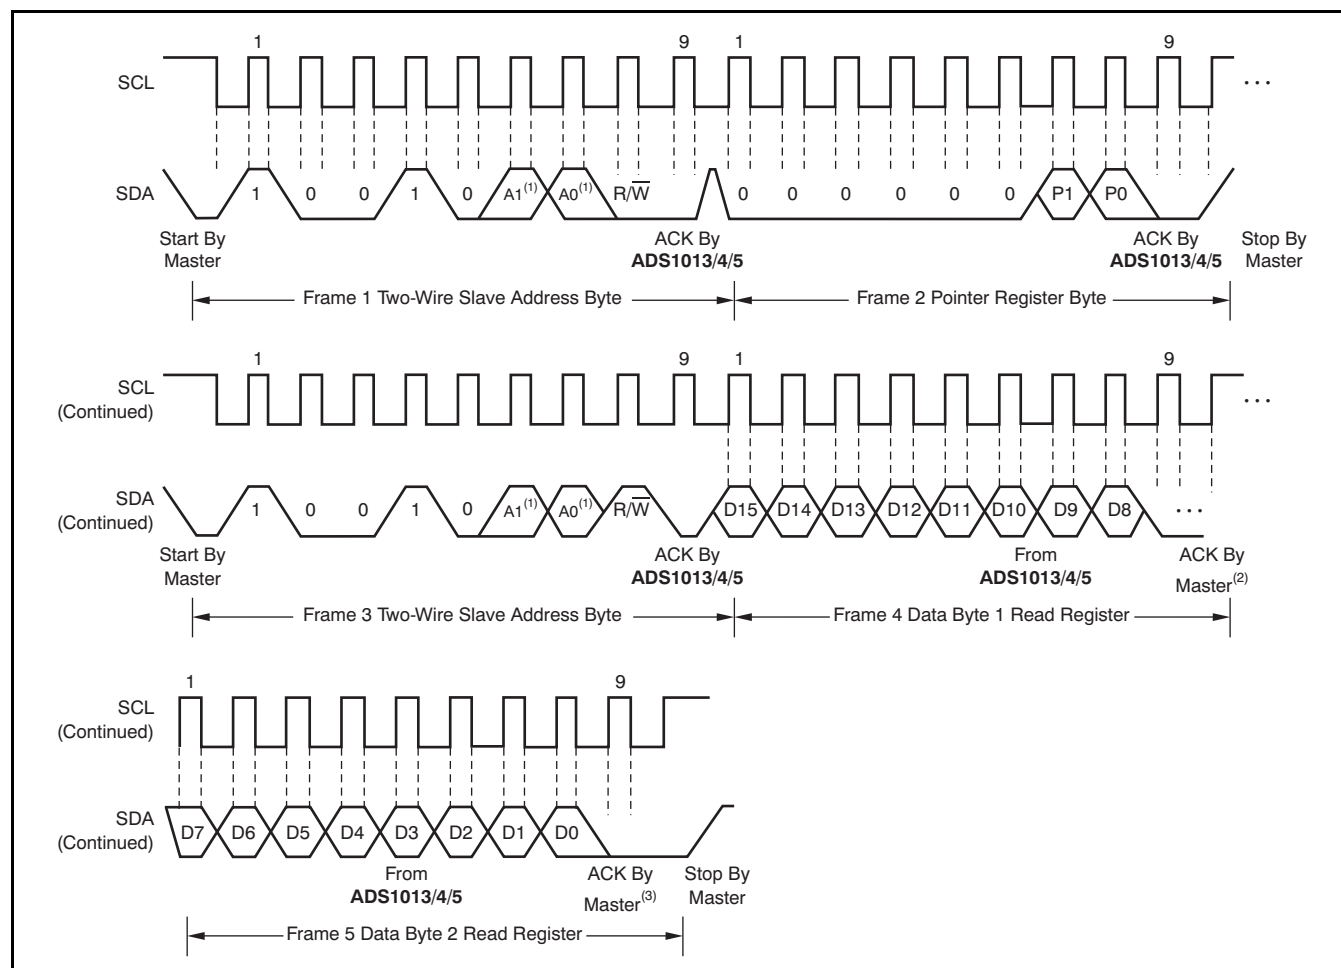 1 9 1 9
SCL ...
SDA 1 0 0 1 0 A1(1) A0(1) R/W 0 0 0 0 0 0 P1 P0
Start By ACK By ACK By Stop By
Master ADS1013/4/5 ADS1013/4/5 Master
Frame 1 Two-Wire Slave Address Byte Frame 2 Pointer Register Byte
1 9 1 9
SCL ...
(Continued)
SDA 1 0 0 1 0 A1(1) A0(1) R/W D15 D14 D13 D12 D11 D10 D9 D8 ...
(Continued)
Start By ACK By From ACK By
Master ADS1013/4/5 ADS1013/4/5 Master(2)
Frame 3 Two-Wire Slave Address Byte Frame 4 Data Byte 1 Read Register
1 9
SCL
(Continued)
SDA D7 D6 D5 D4 D3 D2 D1 D0
(Continued)
From ACK By Stop By
ADS1013/4/5 Master(3) Master
Frame 5 Data Byte 2 Read Register